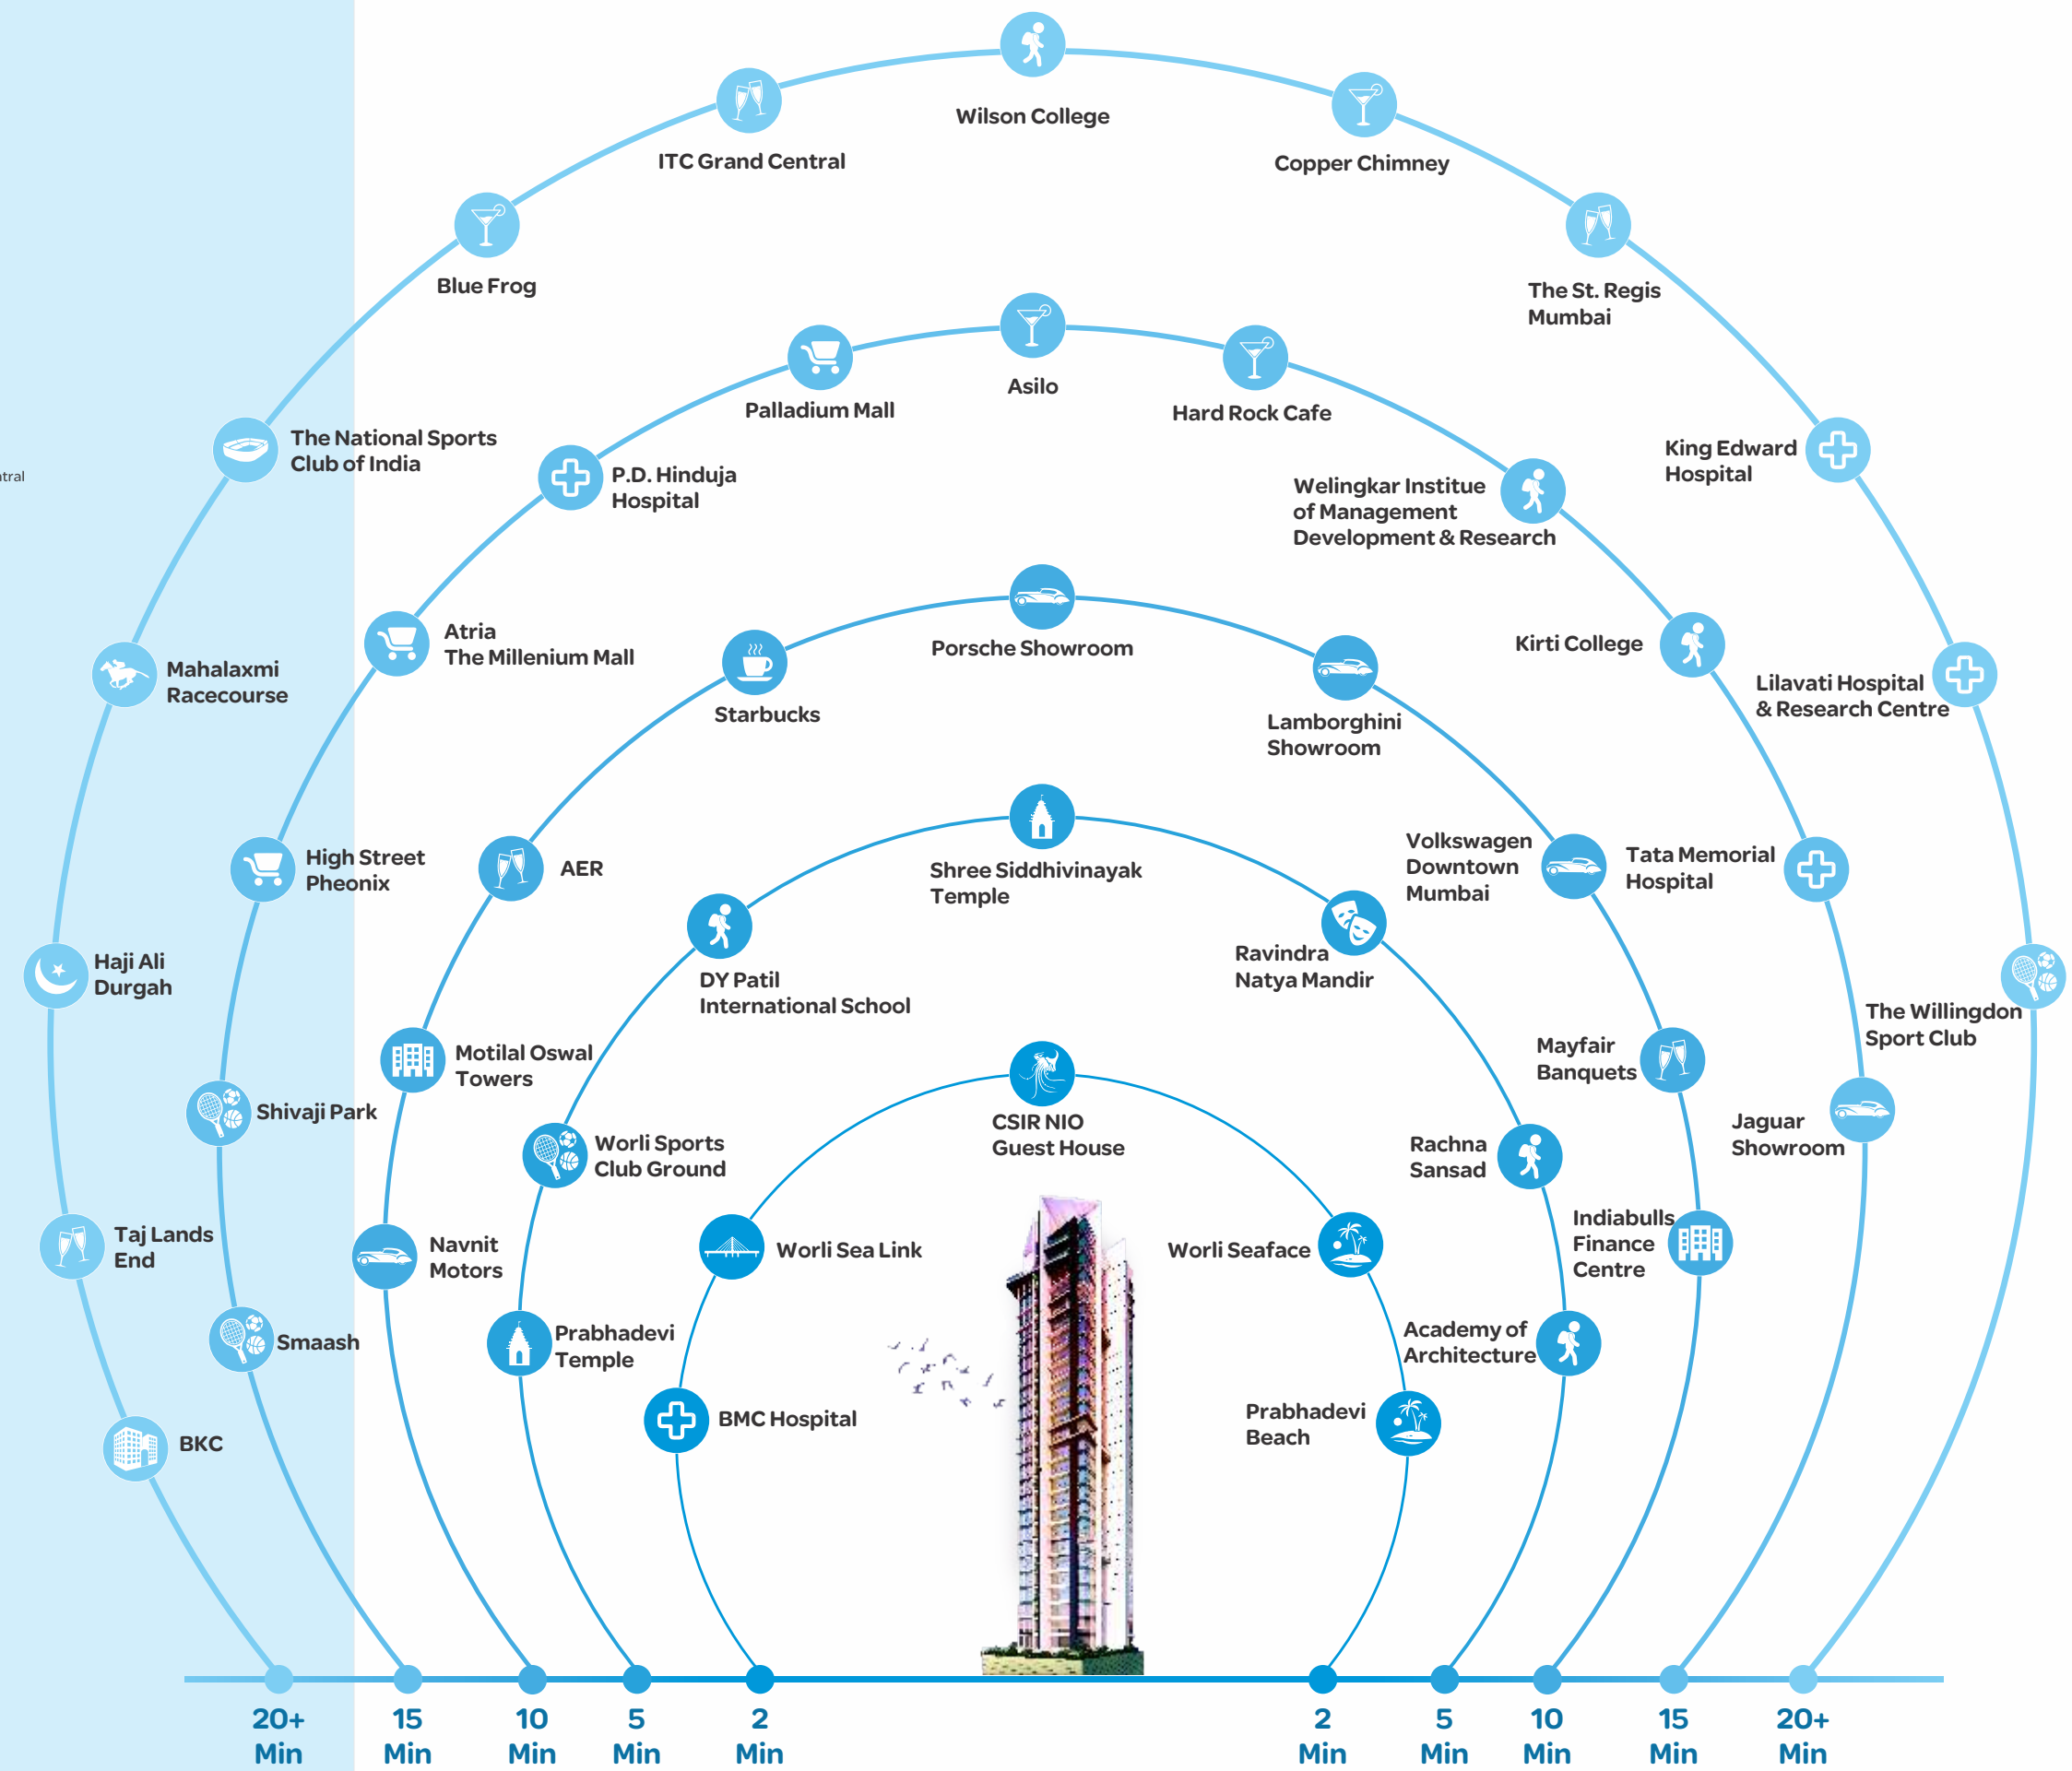 Wilson College
ITC Grand Central
Copper Chimney
Blue Frog
The St. Regis
Mumbai
Asilo
Palladium Mall
Hard Rock Cafe
The National Sports
Club of India
King Edward
Hospital
ntral
P.D. Hinduja
Hospital
Welingkar Institue
of Management
Development & Research
Atria
The Millenium Mall
Porsche Showroom
Kirti College
Mahalaxmi
Racecourse
Starbucks
Lamborghini
Showroom
Lilavati Hospital
& Research Centre
High Street
Pheonix
AER
Shree Siddhivinayak
Temple
Volkswagen
Downtown
Mumbai
Tata Memorial
Hospital
Haji Ali
Durgah
DY Patil
International School
Ravindra
Natya Mandir
The Willingdon
Sport Club
Motilal Oswal
Towers
Mayfair
Banquets
Shivaji Park
Worli Sports
Club Ground
CSIR NIO
Guest House
Rachna
Sansad
Jaguar
Showroom
Taj Lands
End
Navnit
Motors
Worli Sea Link
Worli Seaface
Indiabulls
Finance
Centre
Smaash
Prabhadevi
Temple
Academy of
Architecture
BKC
BMC Hospital
Prabhadevi
Beach
20+
Min
15
Min
10
Min
5
Min
2
Min
2
Min
5
Min
10
Min
15
Min
20+
Min